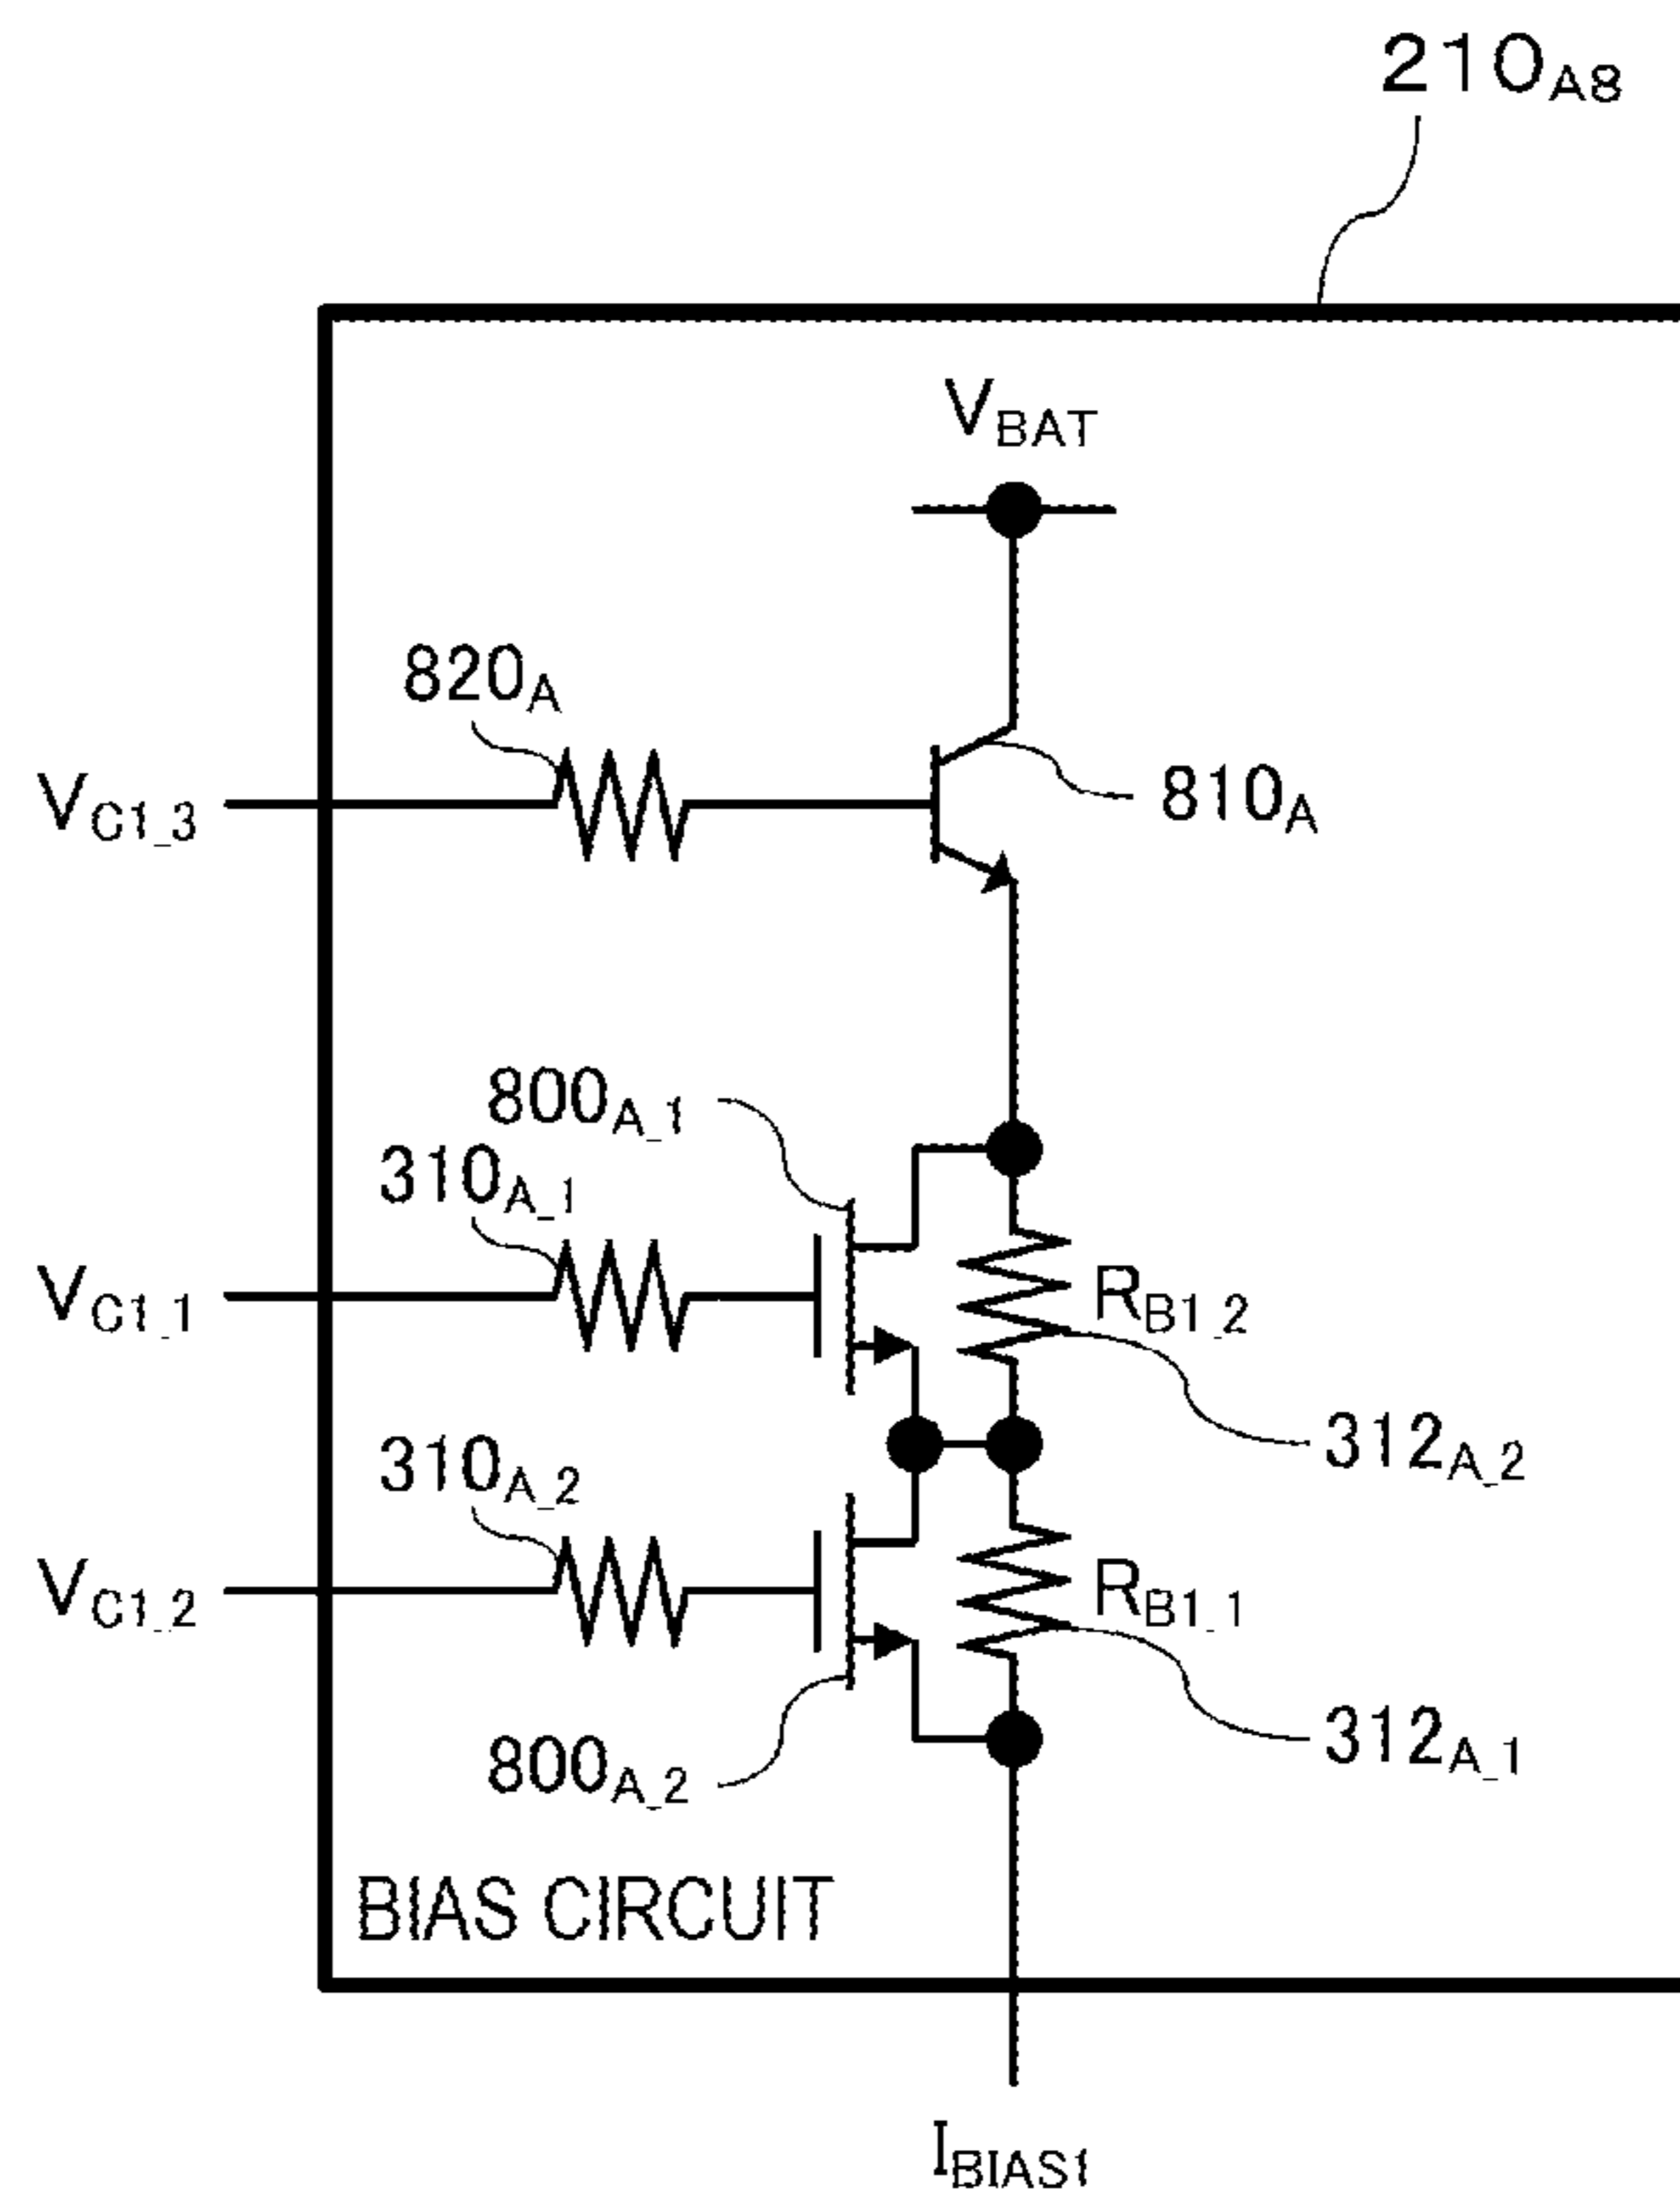 210A8
VBAT
820A
VC1_3
810A
800A_1
310A_1
VC1_1
RB1_2
310A_2
312A_2
VC1_2
RB1_1
800A_2
312A_1
BIAS CIRCUIT
IBIAS1